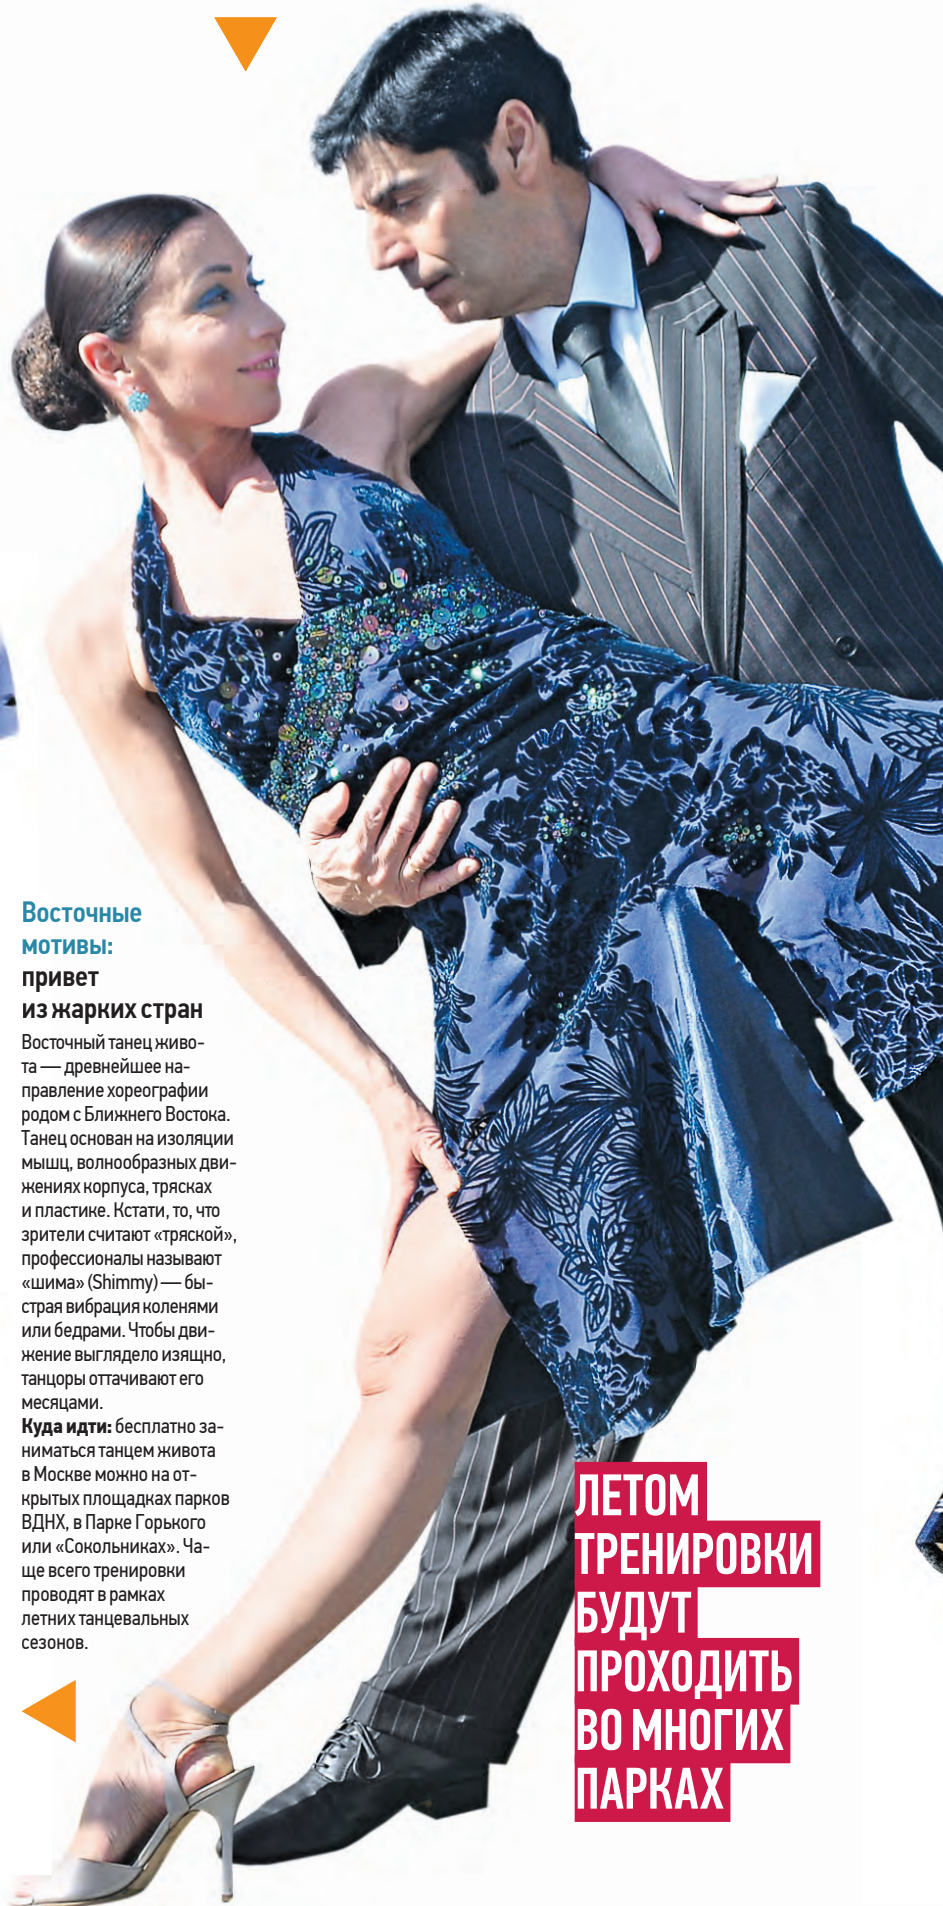 Восточные
мотивы:
привет
из жарких стран
Восточный танец живо-
та — древнейшее на-
правление хореографии
родом с Ближнего Востока.
Танец основан на изоляции
мышц, волнообразных дви-
жениях корпуса, трясках
и пластике. Кстати, то, что
зрители считают «тряской»,
профессионалы называют
«шима» (Shimmy) — бы-
страя вибрация коленями
или бедрами. Чтобы дви-
жение выглядело изящно,
танцоры оттачивают его
месяцами.
Куда идти: бесплатно за-
ниматься танцем живота
в Москве можно на от-
крытых площадках парков
ВДНХ, в Парке Горького
или «Сокольниках». Ча-
ще всего тренировки
проводят в рамках
летних танцевальных
сезонов.
ЛЕТОМ
ТРЕНИРОВКИ
БУДУТ
ПРОХОДИТЬ
ВО МНОГИХ
ПАРКАХ